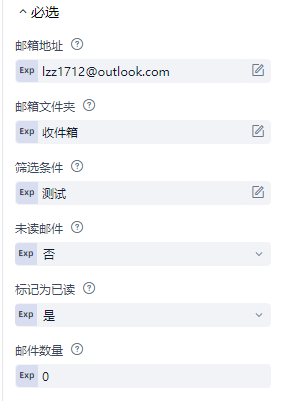 必选
邮箱地址
Exp lzz1712@outlook.com
邮箱文件夹
Exp 收件箱
筛选条件
Exp 测试
未读邮件
Exp 否
标记为已读
Exp 是
邮件数量
Exp 0